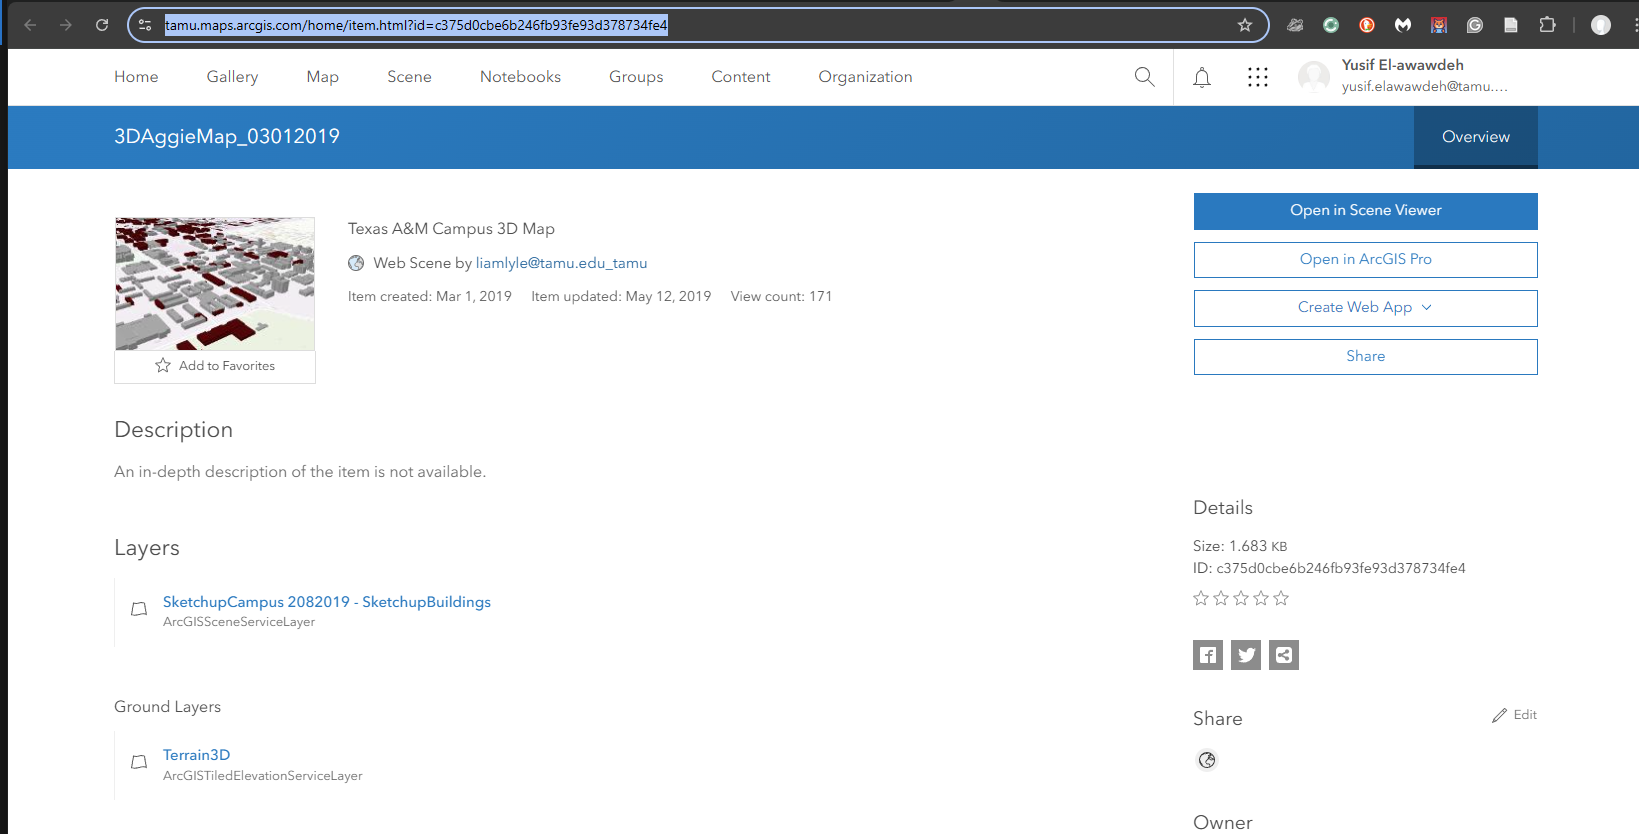 tamu.maps.arcgis.com/home/item.html?id=c375d0cbe6b246fb93fe93d378734fe4
Home Gallery Map Scene Notebooks Groups Content Organization
Yusif El-awawdeh
yusif.elawawdeh@tamu....
3DAggieMap_03012019
Overview
Texas A&M Campus 3D Map
Web Scene by liamlyle@tamu.edu_tamu
Item created: Mar 1, 2019 Item updated: May 12, 2019 View count: 171
Add to Favorites
Open in Scene Viewer
Open in ArcGIS Pro
Create Web App
Share
Description
An in-depth description of the item is not available.
Layers
SketchupCampus 2082019 - SketchupBuildings
ArcGISSceneServiceLayer
Ground Layers
Terrain3D
ArcGISTiledElevationServiceLayer
Details
Size: 1.683 KB
ID: c375d0cbe6b246fb93fe93d378734fe4
Share
Edit
Owner